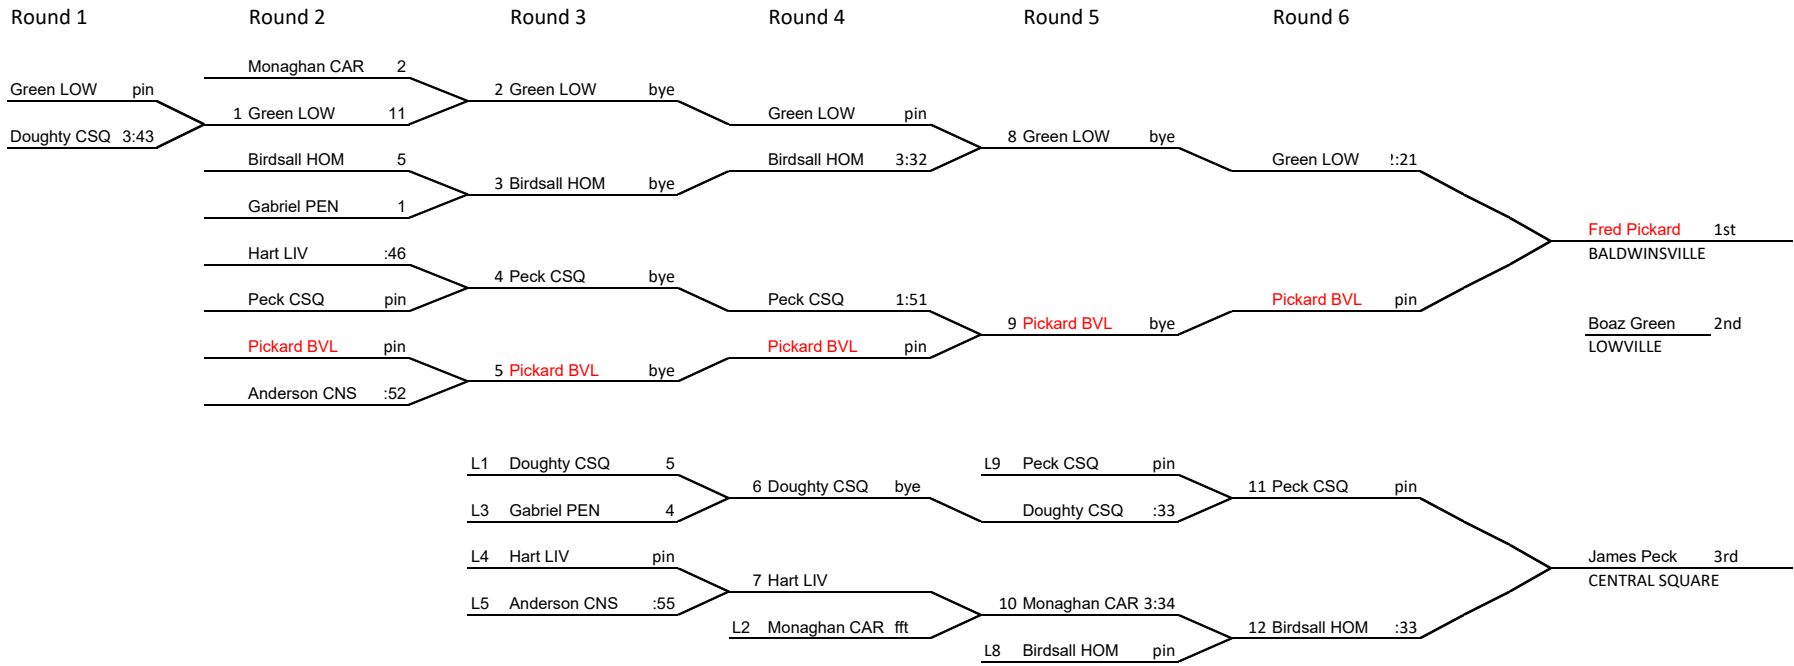 Round 1 Round 2 Round 3 Round 4 Round 5 Round 6
Monaghan CAR 2
Green LOW pin 2 Green LOW bye
1 Green LOW 11 Green LOW pin
Doughty CSQ 3:43 8 Green LOW bye
Birdsall HOM 5 Birdsall HOM 3:32 Green LOW :21
3 Birdsall HOM bye
Gabriel PEN 1
Fred Pickard 1st
Hart LIV :46 BALDWINSVILLE
4 Peck CSQ bye
Peck CSQ pin Peck CSQ 1:51 Pickard BVL pin
9 Pickard BVL bye Boaz Green 2nd
Pickard BVL pin Pickard BVL pin LOWVILLE
5 Pickard BVL bye
Anderson CNS :52
L1 Doughty CSQ 5 L9 Peck CSQ pin
6 Doughty CSQ bye 11 Peck CSQ pin
L3 Gabriel PEN 4 Doughty CSQ :33
L4 Hart LIV pin James Peck 3rd
7 Hart LIV CENTRAL SQUARE
L5 Anderson CNS :55 10 Monaghan CAR 3:34
L2 Monaghan CAR fft 12 Birdsall HOM :33
L8 Birdsall HOM pin